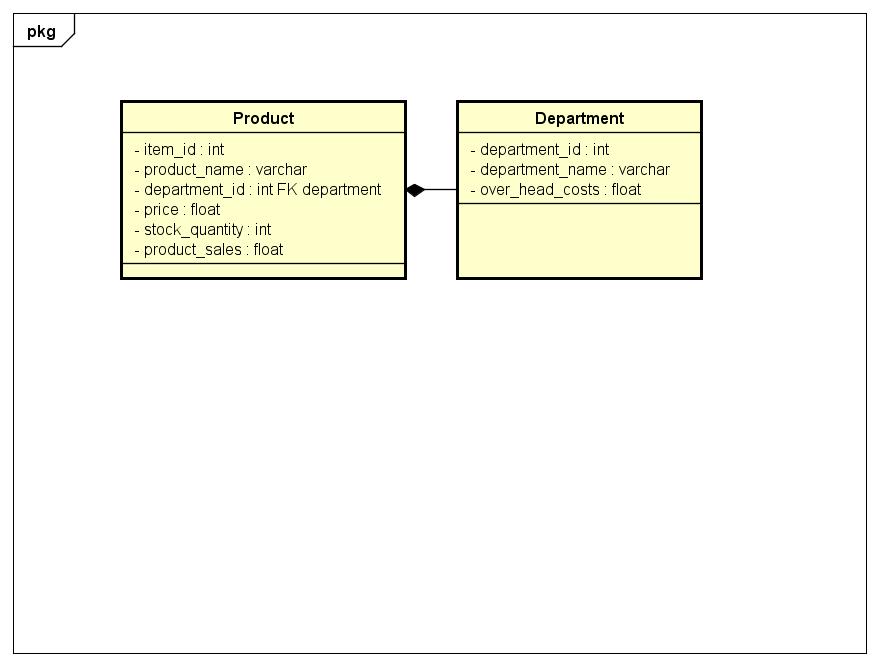 pkg
Product
- item_id : int
- product_name : varchar
- department_id : int FK department
- price : float
- stock_quantity : int
- product_sales : float
Department
- department_id : int
- department_name : varchar
- over_head_costs : float